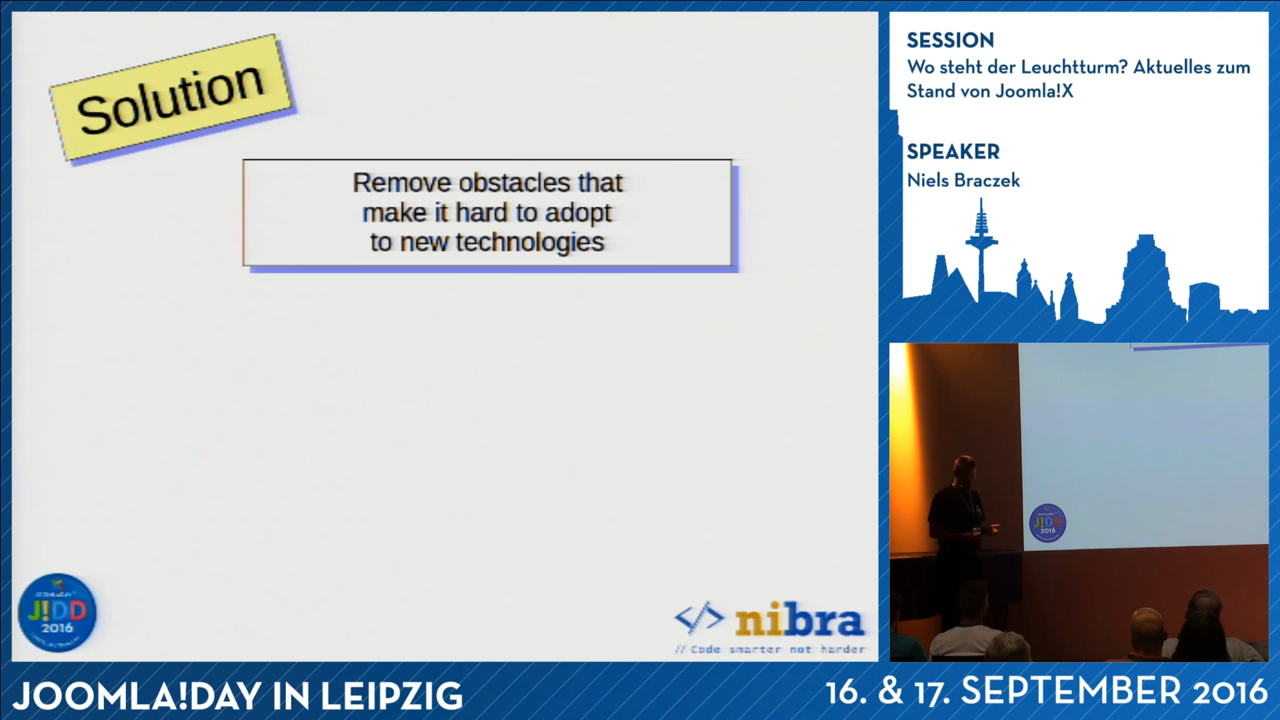 Solution
Remove obstacles that
make it hard to adopt
to new technologies
J!DD
2016
</> nibra
// Code smarter not harder
SESSION
Wo steht der Leuchtturm? Aktuelles zum
Stand von Joomla!X
SPEAKER
Niels Braczek
J!DD
2016
JOOMLA!DAY IN LEIPZIG
16. & 17. SEPTEMBER 2016